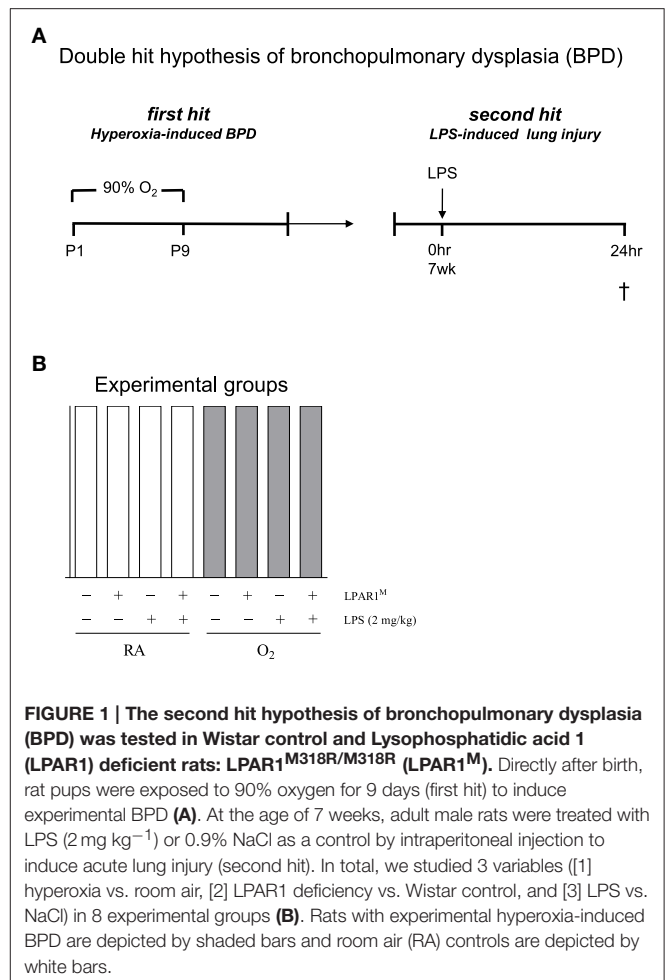 A
Double hit hypothesis of bronchopulmonary dysplasia (BPD)
first hit
Hyperoxia-induced BPD
second hit
LPS-induced lung injury
90% O₂
LPS
P1
P9
0hr
7wk
24hr
†
B
Experimental groups
– + – + – + – + LPAR1ᴹ
– – + + – – + + LPS (2 mg/kg)
RA
O₂
FIGURE 1 | The second hit hypothesis of bronchopulmonary dysplasia
(BPD) was tested in Wistar control and Lysophosphatidic acid 1
(LPAR1) deficient rats: LPAR1ᴹ³¹⁸ᴿ/ᴹ³¹⁸ᴿ (LPAR1ᴹ). Directly after birth,
rat pups were exposed to 90% oxygen for 9 days (first hit) to induce
experimental BPD (A). At the age of 7 weeks, adult male rats were treated with
LPS (2 mg kg⁻¹) or 0.9% NaCl as a control by intraperitoneal injection to
induce acute lung injury (second hit). In total, we studied 3 variables ([1]
hyperoxia vs. room air, [2] LPAR1 deficiency vs. Wistar control, and [3] LPS vs.
NaCl) in 8 experimental groups (B). Rats with experimental hyperoxia-induced
BPD are depicted by shaded bars and room air (RA) controls are depicted by
white bars.